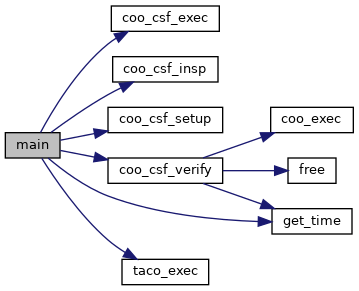 coo_csf_exec
coo_csf_insp
coo_csf_setup
coo_exec
main
coo_csf_verify
free
get_time
taco_exec